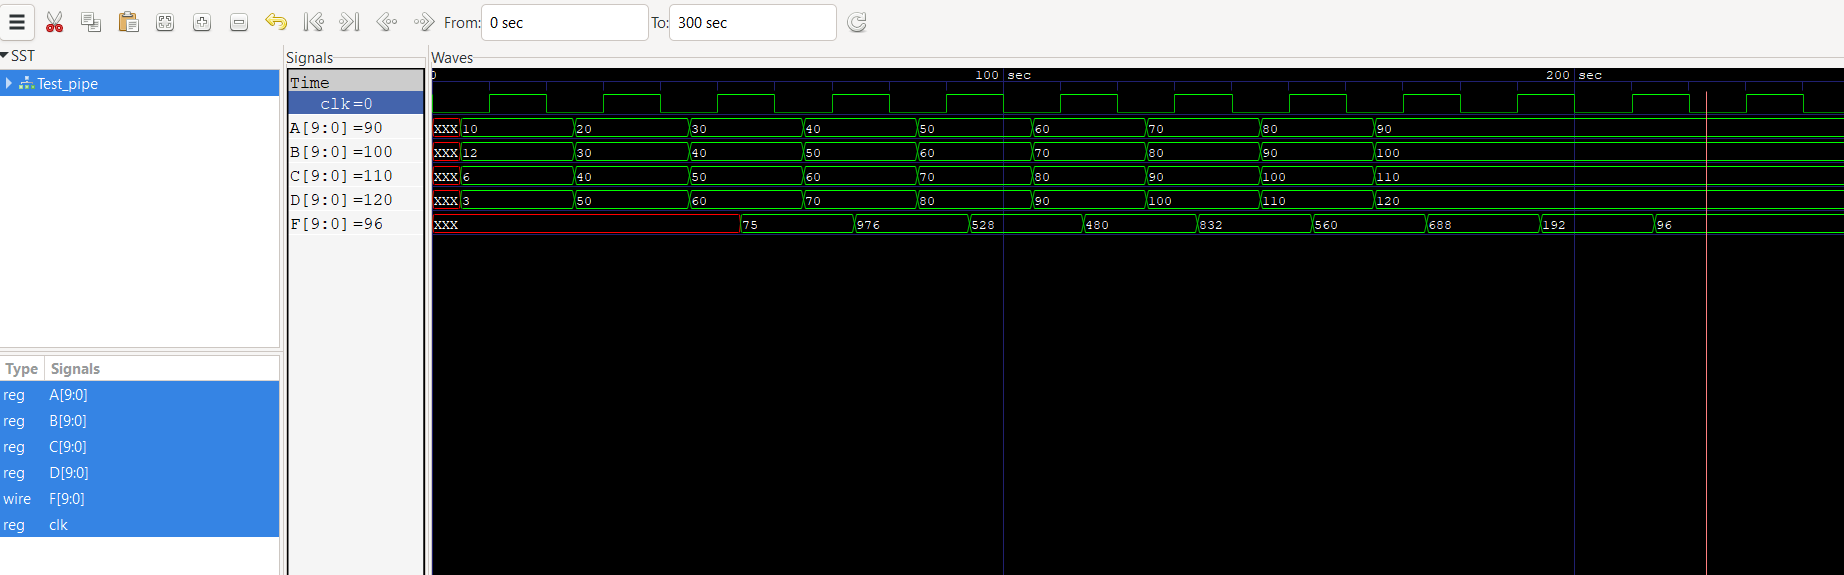 From: 0 sec To: 300 sec
SST
Test_pipe
Type Signals
reg A[9:0]
reg B[9:0]
reg C[9:0]
reg D[9:0]
wire F[9:0]
reg clk
Signals
Time
clk=0
A[9:0]=90
B[9:0]=100
C[9:0]=110
D[9:0]=120
F[9:0]=96
Waves
0 100 sec 200 sec
XXX 10 20 30 40 50 60 70 80 90
XXX 12 30 40 50 60 70 80 90 100
XXX 6 40 50 60 70 80 90 100 110
XXX 3 50 60 70 80 90 100 110 120
XXX 75 976 528 480 832 560 688 192 96